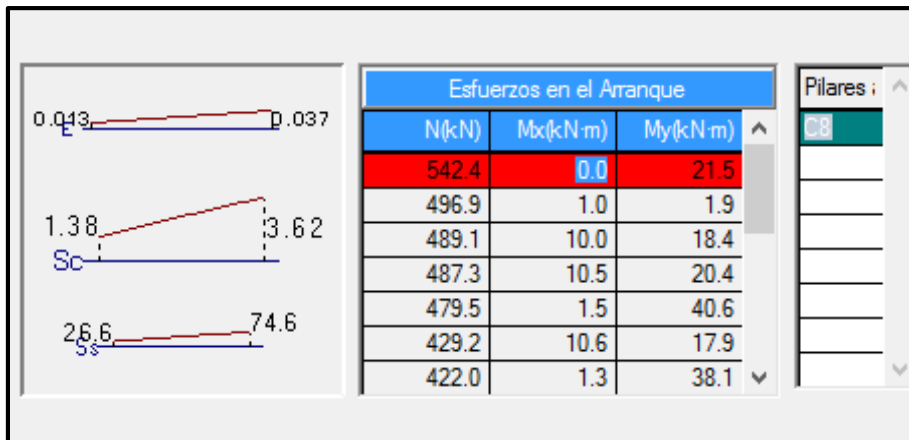 0.043 0.037
E
1.38 3.62
Sc
26.6 74.6
Ss
Esfuerzos en el Arranque
N(kN) Mx(kN·m) My(kN·m)
542.4 0.0 21.5
496.9 1.0 1.9
489.1 10.0 18.4
487.3 10.5 20.4
479.5 1.5 40.6
429.2 10.6 17.9
422.0 1.3 38.1
Pilares
C8